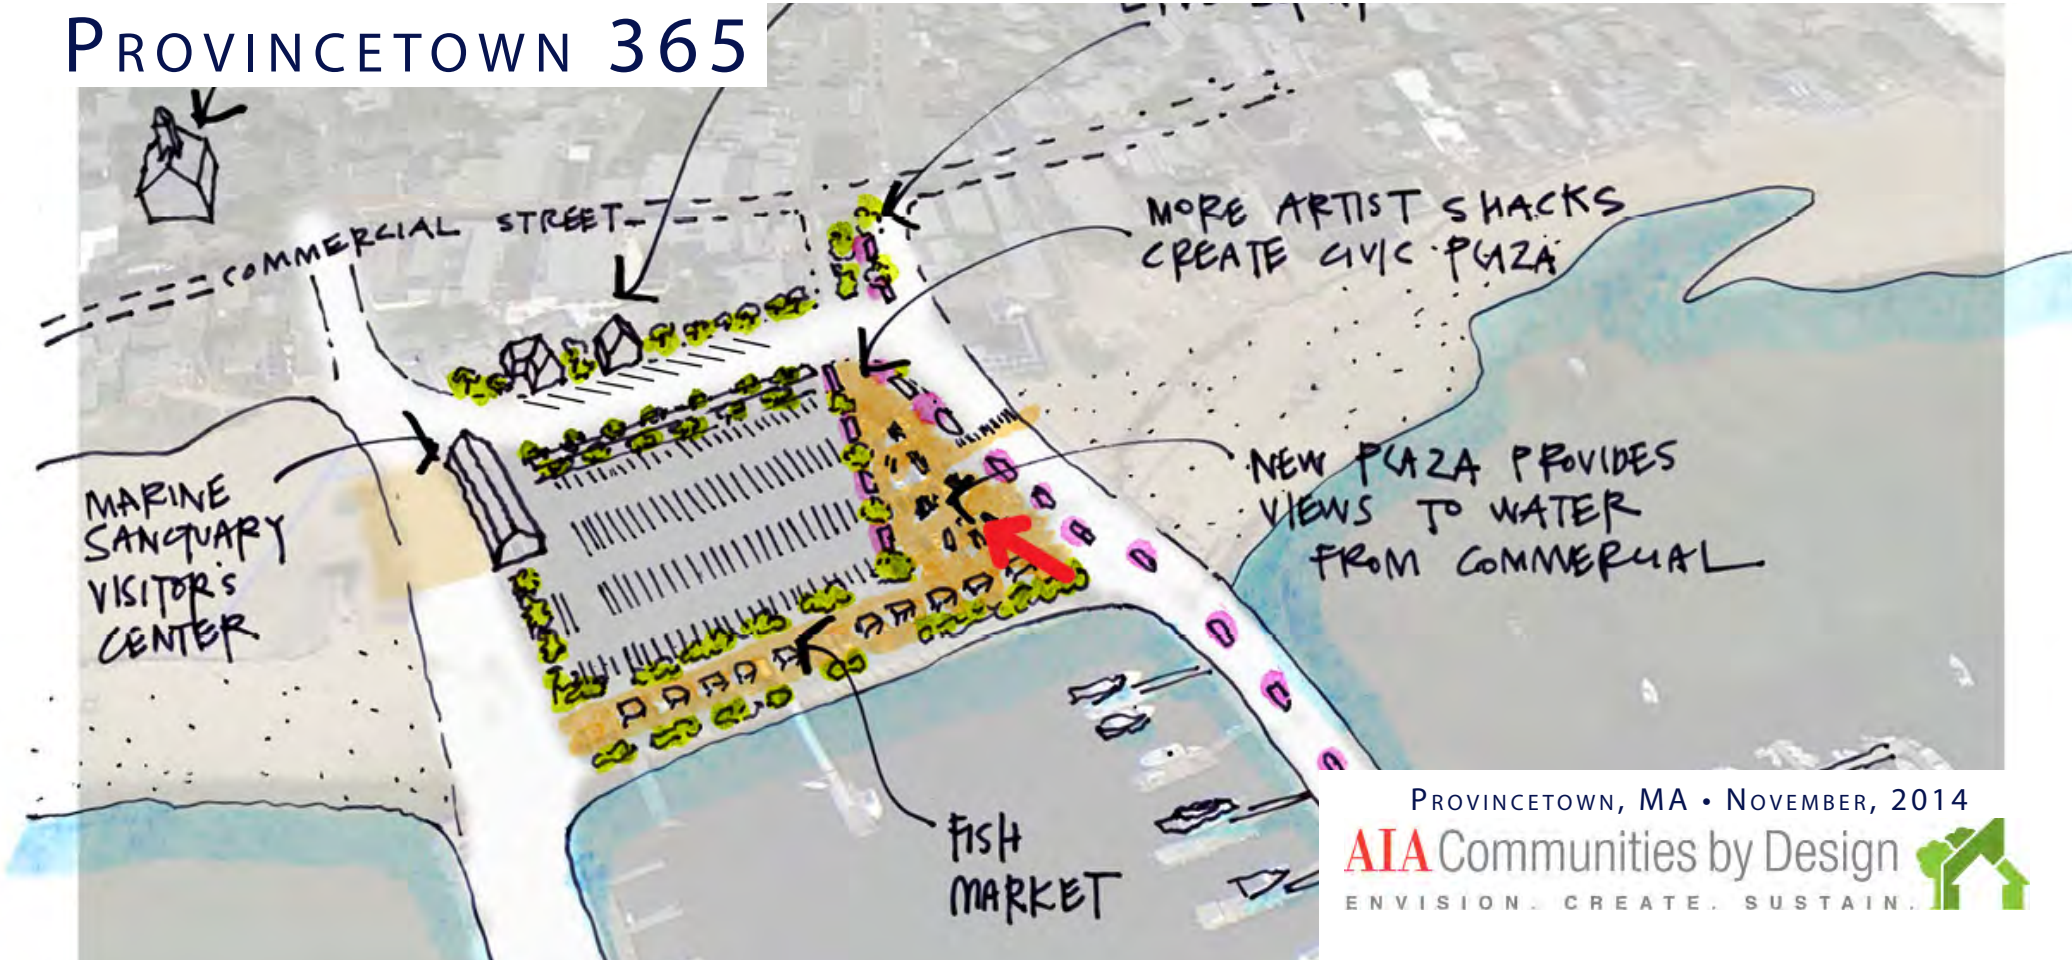 PROVINCETOWN 365
COMMERCIAL STREET
MORE ARTIST SHACKS
CREATE CIVIC PLAZA
NEW PLAZA PROVIDES
VIEWS TO WATER
FROM COMMERCIAL
MARINE
SANCTUARY
VISITOR'S
CENTER
FISH
MARKET
PROVINCETOWN, MA • NOVEMBER, 2014
AIA Communities by Design
ENVISION. CREATE. SUSTAIN.